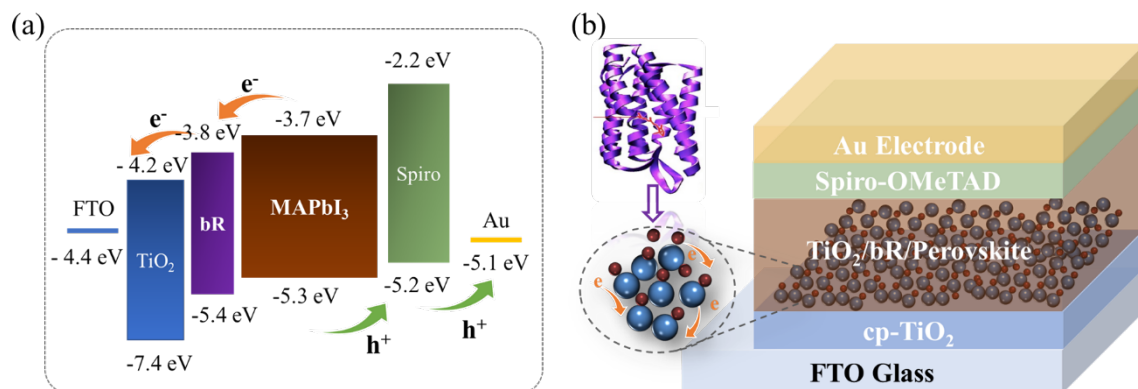 (a)
e⁻
e⁻
-2.2 eV
-3.8 eV
-3.7 eV
- 4.2 eV
FTO
- 4.4 eV
TiO₂
bR
MAPbI₃
Spiro
Au
-5.1 eV
-5.4 eV
-5.3 eV
-5.2 eV
h⁺
h⁺
-7.4 eV
(b)
e
e
e
Au Electrode
Spiro-OMeTAD
TiO₂/bR/Perovskite
cp-TiO₂
FTO Glass